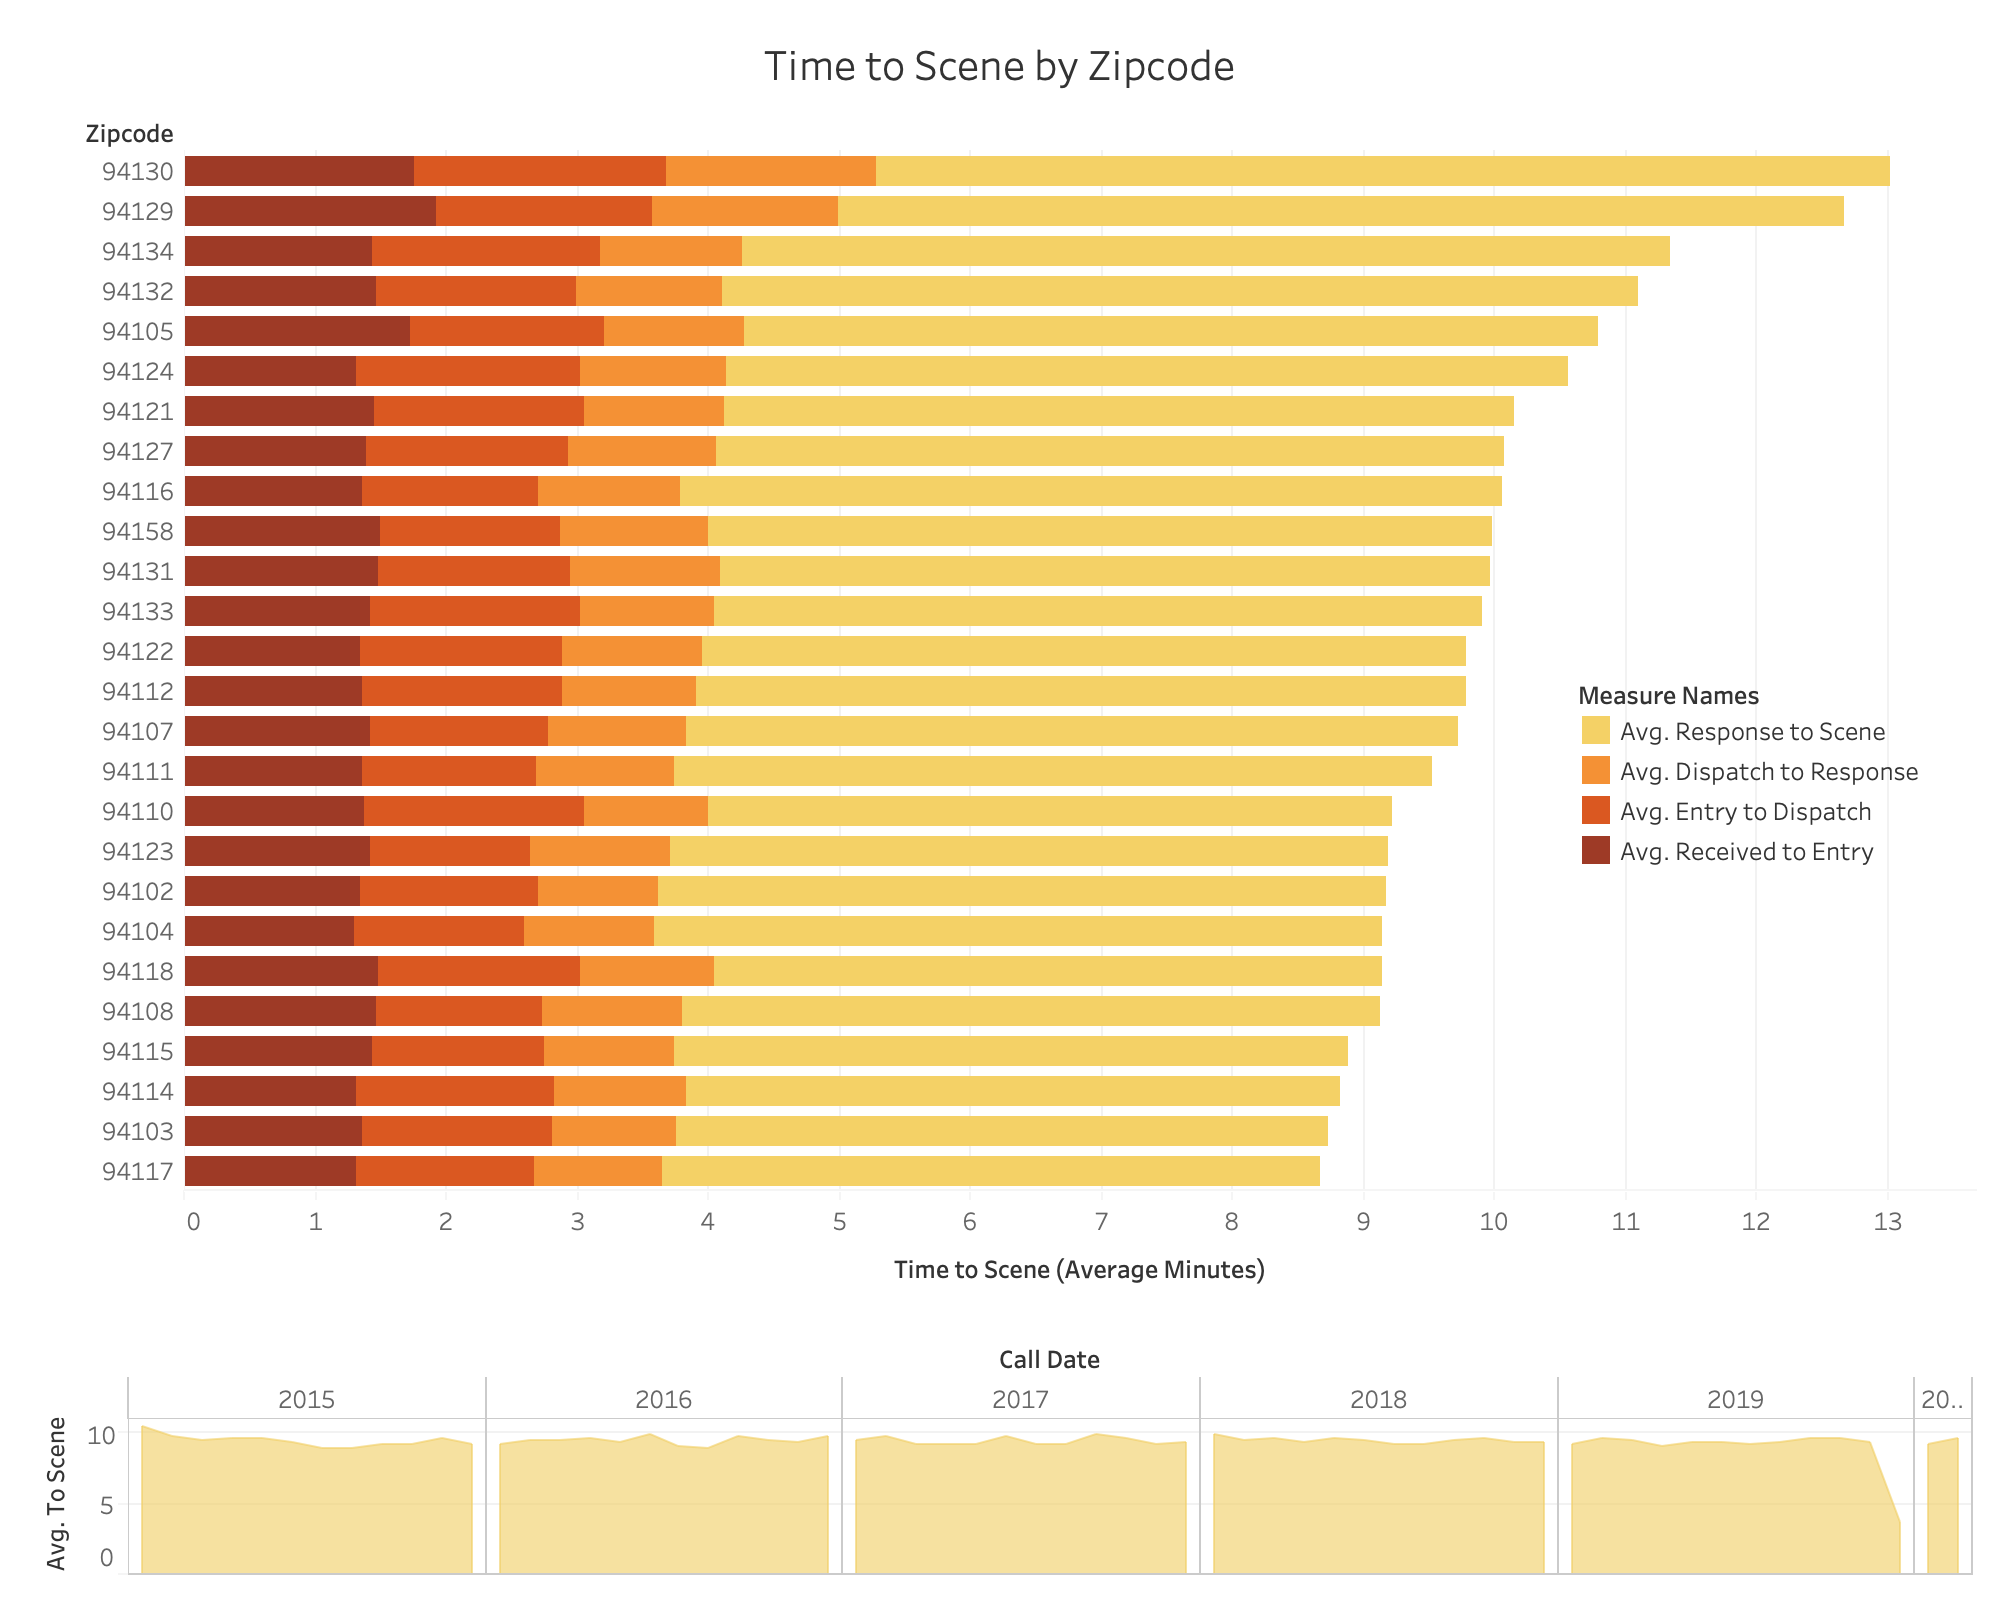 Time to Scene by Zipcode
Zipcode
94130
94129
94134
94132
94105
94124
94121
94127
94116
94158
94131
94133
94122
94112
94107
94111
94110
94123
94102
94104
94118
94108
94115
94114
94103
94117
Measure Names
Avg. Response to Scene
Avg. Dispatch to Response
Avg. Entry to Dispatch
Avg. Received to Entry
0 1 2 3 4 5 6 7 8 9 10 11 12 13
Time to Scene (Average Minutes)
Call Date
2015 2016 2017 2018 2019 20..
Avg. To Scene
10
5
0